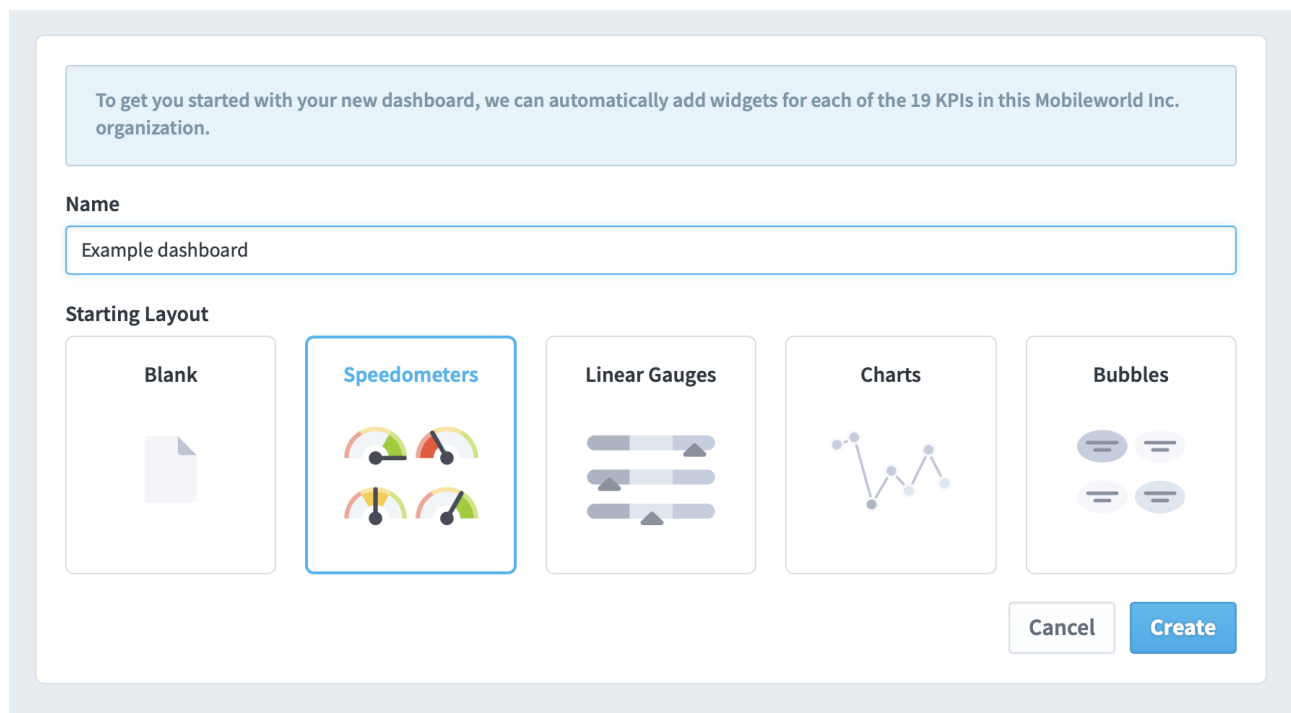 To get you started with your new dashboard, we can automatically add widgets for each of the 19 KPIs in this Mobileworld Inc.
organization.
Name
Example dashboard
Starting Layout
Blank
Speedometers
Linear Gauges
Charts
Bubbles
Cancel
Create